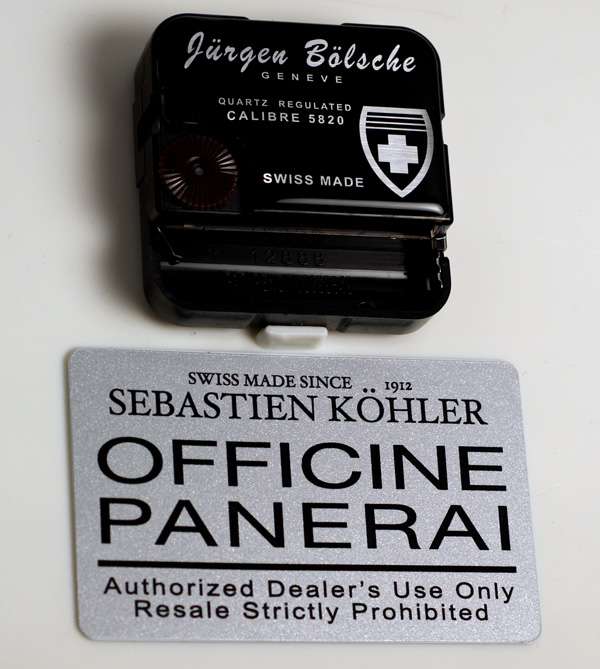 Jürgen Bölsche
GENEVE
QUARTZ REGULATED
CALIBRE 5820
SWISS MADE
12888
SWISS MADE SINCE 1912
SEBASTIEN KÖHLER
OFFICINE
PANERAI
Authorized Dealer's Use Only
Resale Strictly Prohibited